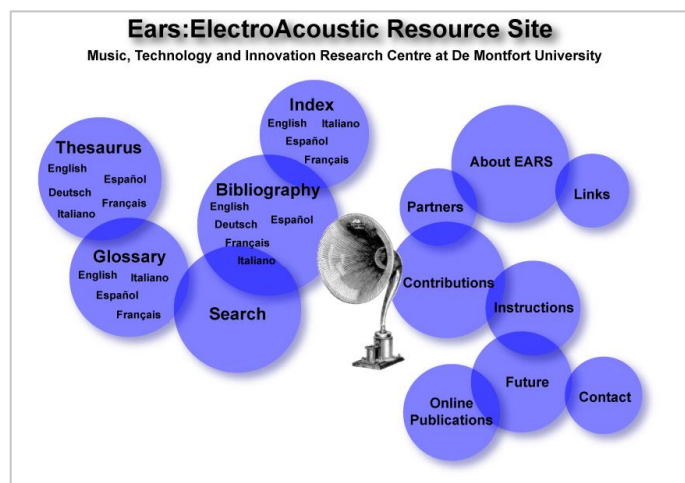 Ears:ElectroAcoustic Resource Site
Music, Technology and Innovation Research Centre at De Montfort University
Thesaurus
English
Español
Deutsch
Français
Italiano
Glossary
English Italiano
Español
Français
Index
English Italiano
Español
Français
Bibliography
English
Español
Deutsch
Français
Italiano
Search
About EARS
Links
Partners
Contributions
Instructions
Future
Contact
Online
Publications